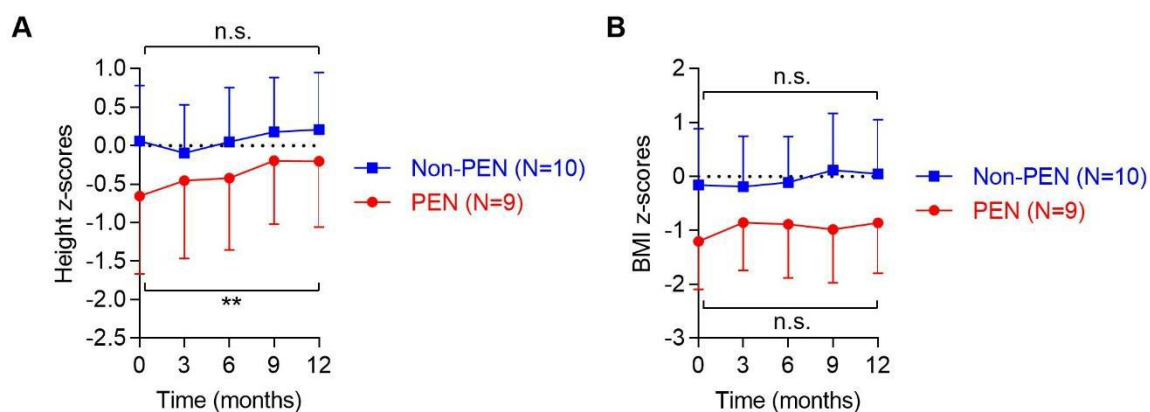 A
n.s.
1.0
0.5
0.0
-0.5
-1.0
-1.5
-2.0
-2.5
Height z-scores
**
0 3 6 9 12
Time (months)
Non-PEN (N=10)
PEN (N=9)
B
n.s.
2
1
0
-1
-2
-3
BMI z-scores
n.s.
0 3 6 9 12
Time (months)
Non-PEN (N=10)
PEN (N=9)